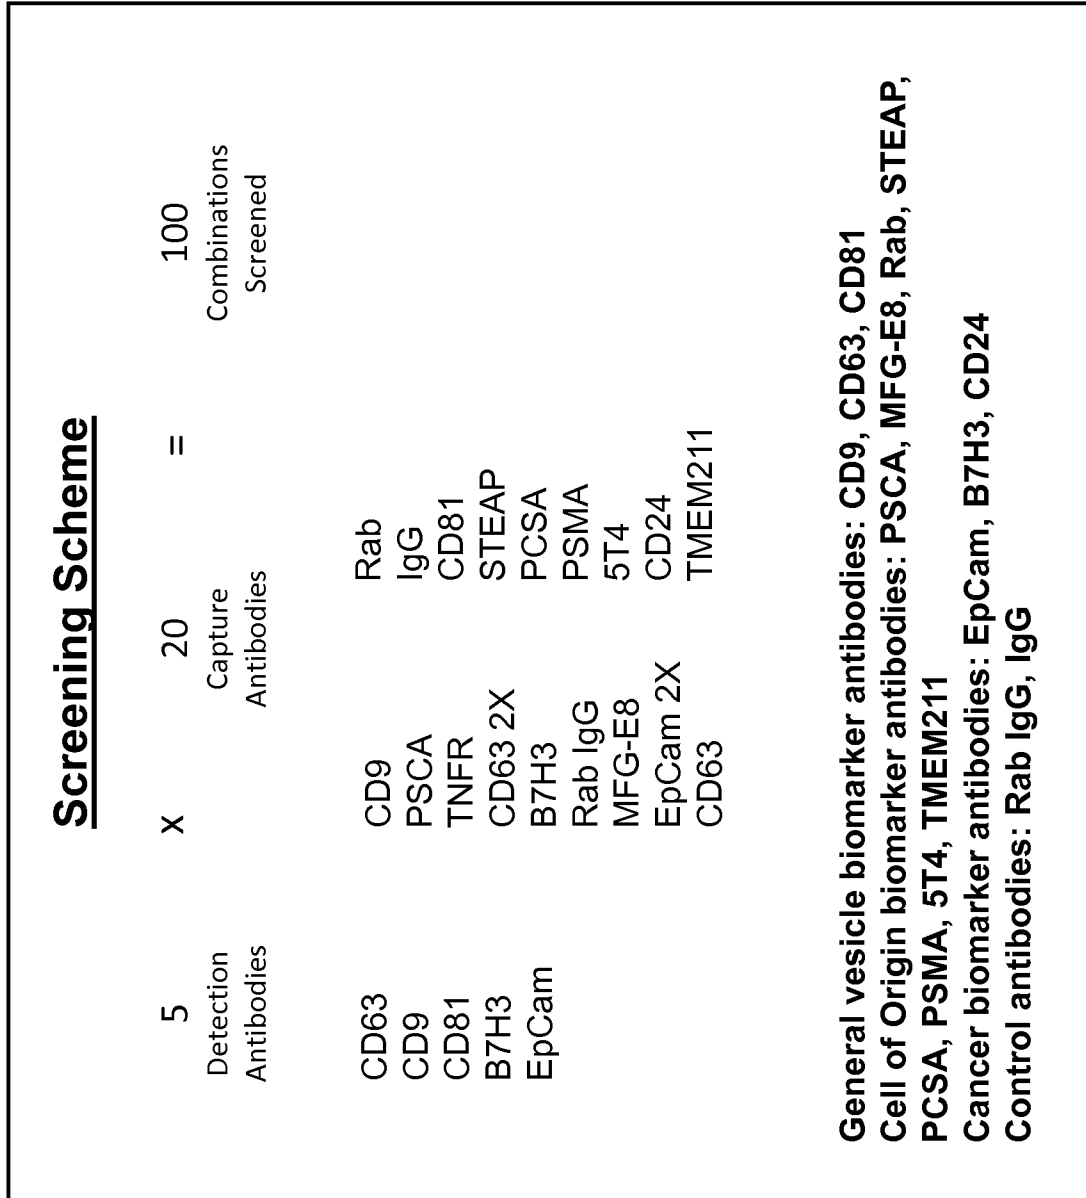 Screening Scheme
5 x 20 = 100
Detection Antibodies
Capture Antibodies
Combinations Screened
CD63
CD9
CD81
B7H3
EpCam
CD9
PSCA
TNFR
CD63 2X
B7H3
Rab IgG
MFG-E8
EpCam 2X
CD63
Rab
IgG
CD81
STEAP
PCSA
PSMA
5T4
CD24
TMEM211
General vesicle biomarker antibodies: CD9, CD63, CD81
Cell of Origin biomarker antibodies: PSCA, MFG-E8, Rab, STEAP,
PCSA, PSMA, 5T4, TMEM211
Cancer biomarker antibodies: EpCam, B7H3, CD24
Control antibodies: Rab IgG, IgG